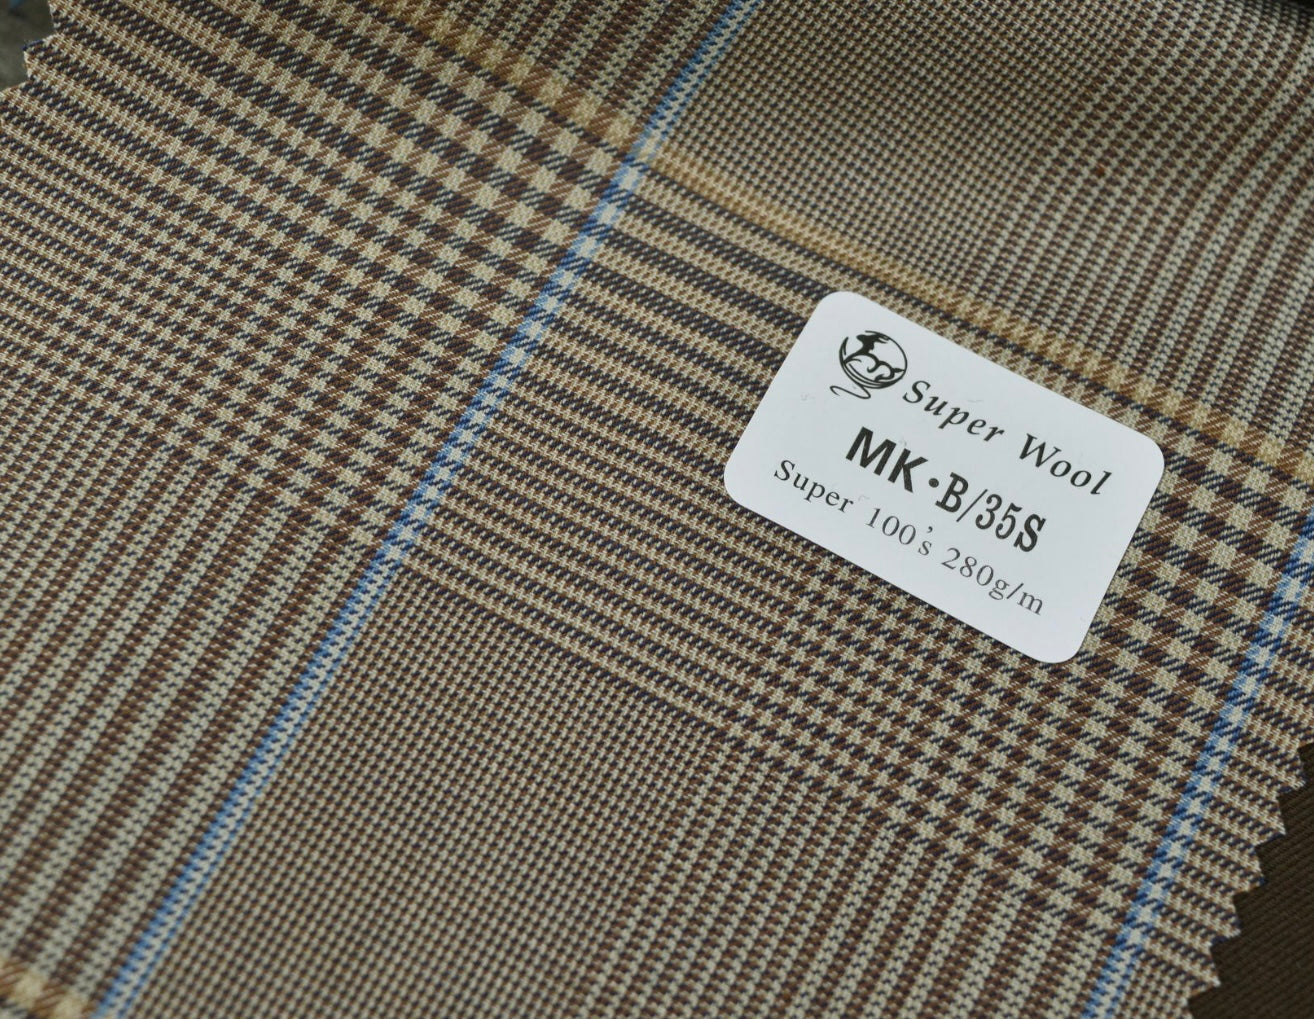 Super Wool
MK·B/35S
Super 100's 280g/m